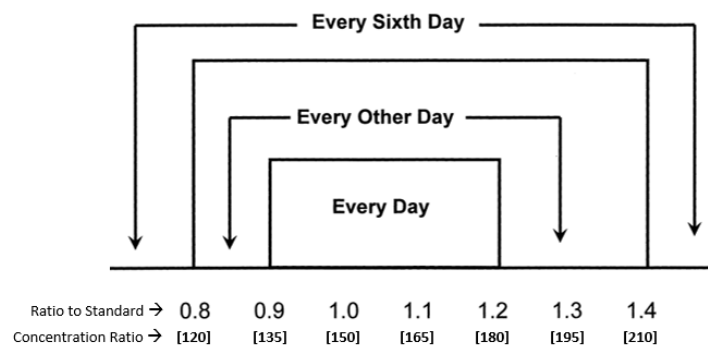 Every Sixth Day
Every Other Day
Every Day
Ratio to Standard → 0.8 0.9 1.0 1.1 1.2 1.3 1.4
Concentration Ratio → [120] [135] [150] [165] [180] [195] [210]